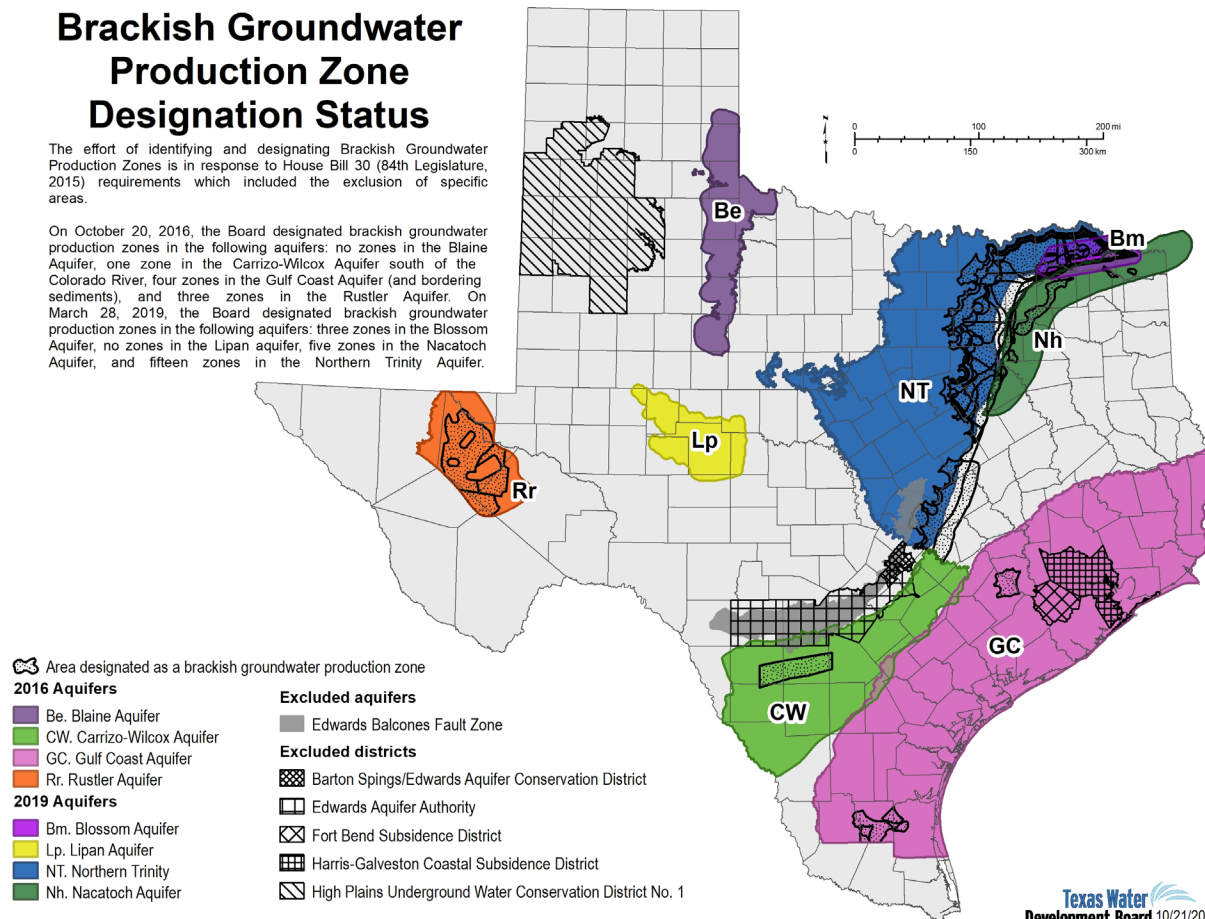 Brackish Groundwater
Production Zone
Designation Status
The effort of identifying and designating Brackish Groundwater
Production Zones is in response to House Bill 30 (84th Legislature,
2015) requirements which included the exclusion of specific
areas.
On October 20, 2016, the Board designated brackish groundwater
production zones in the following aquifers: no zones in the Blaine
Aquifer, one zone in the Carrizo-Wilcox Aquifer south of the
Colorado River, four zones in the Gulf Coast Aquifer (and bordering
sediments), and three zones in the Rustler Aquifer. On
March 28, 2019, the Board designated brackish groundwater
production zones in the following aquifers: three zones in the Blossom
Aquifer, no zones in the Lipan aquifer, five zones in the Nacatoch
Aquifer, and fifteen zones in the Northern Trinity Aquifer.
N
0 100 200 mi
0 150 300 km
Be
Bm
Nh
NT
Lp
Rr
GC
CW
Area designated as a brackish groundwater production zone
2016 Aquifers
Be. Blaine Aquifer
CW. Carrizo-Wilcox Aquifer
GC. Gulf Coast Aquifer
Rr. Rustler Aquifer
2019 Aquifers
Bm. Blossom Aquifer
Lp. Lipan Aquifer
NT. Northern Trinity
Nh. Nacatoch Aquifer
Excluded aquifers
Edwards Balcones Fault Zone
Excluded districts
Barton Spings/Edwards Aquifer Conservation District
Edwards Aquifer Authority
Fort Bend Subsidence District
Harris-Galveston Coastal Subsidence District
High Plains Underground Water Conservation District No. 1
Texas Water
Development Board 10/21/20